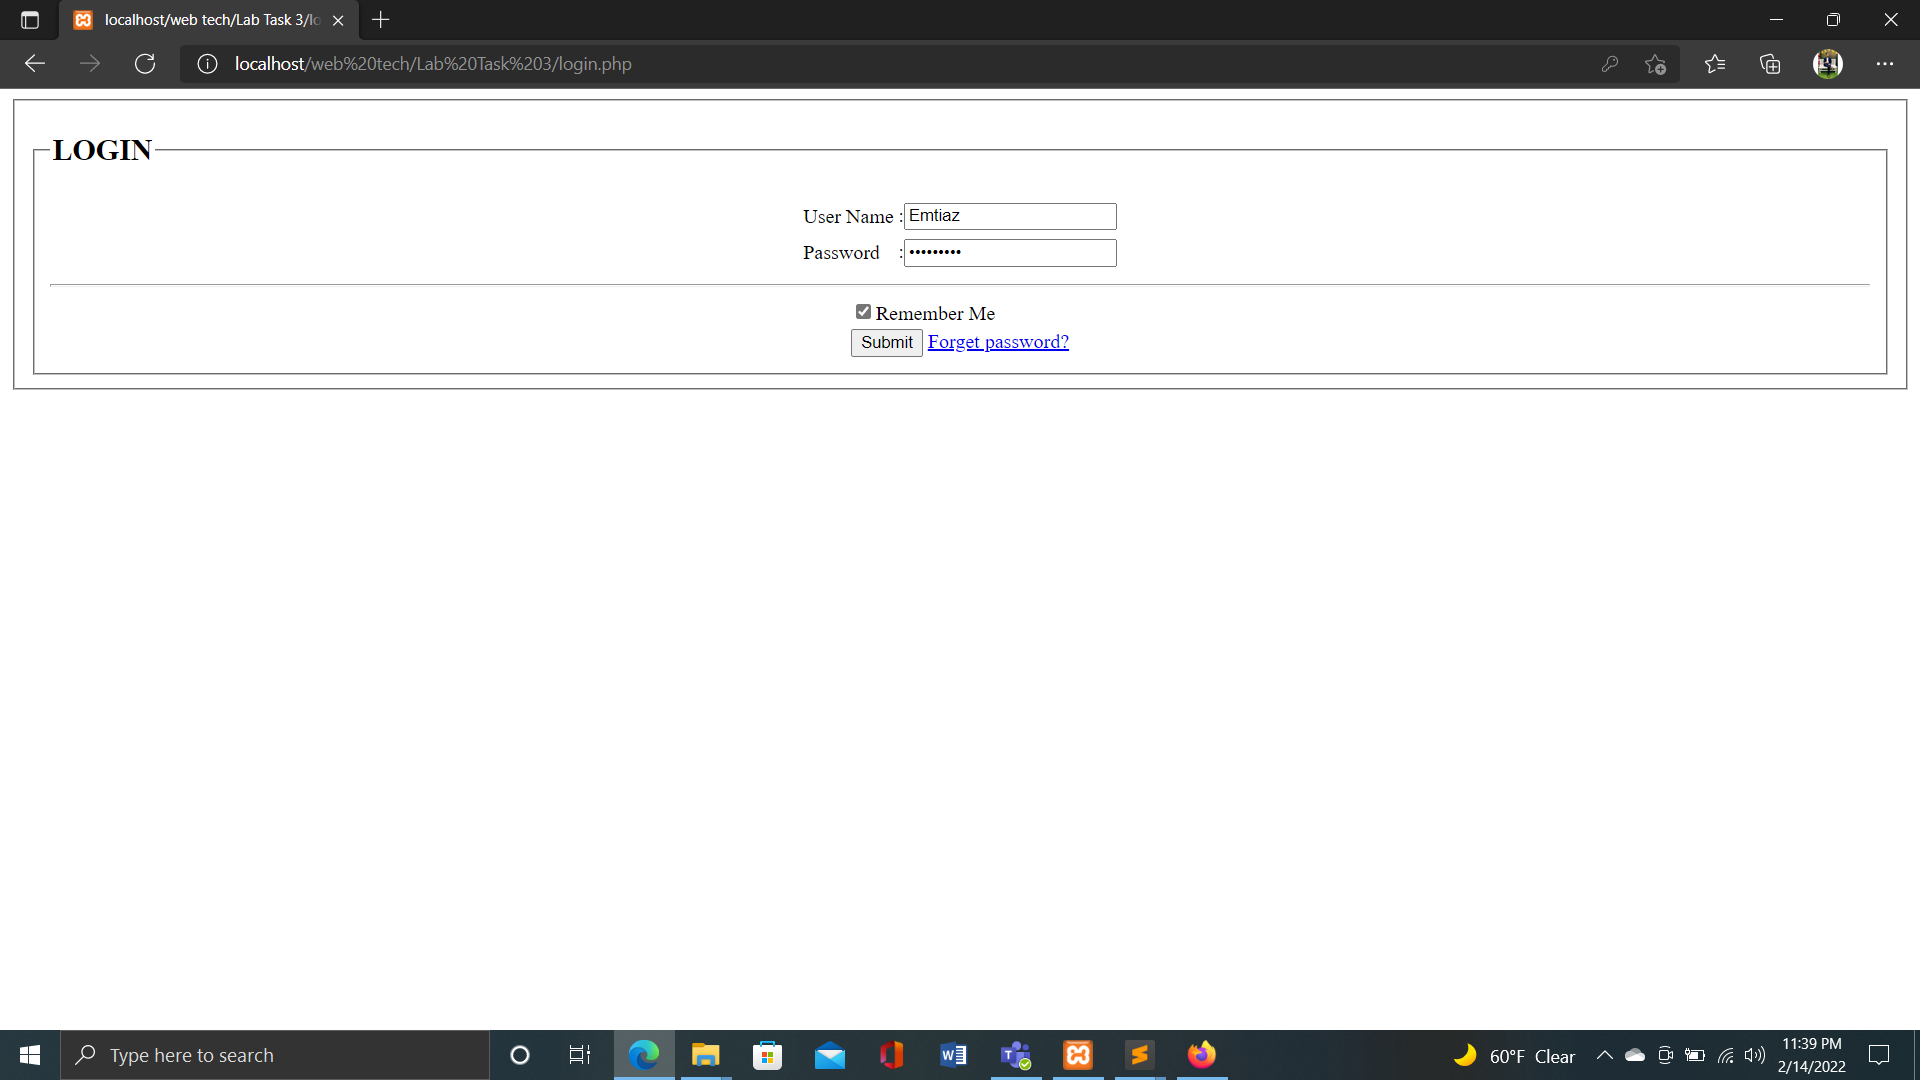 localhost/web tech/Lab Task 3/lo
localhost/web%20tech/Lab%20Task%203/login.php
LOGIN
User Name : Emtiaz
Password : •••••••••
Remember Me
Submit Forget password?
Type here to search
60°F Clear
11:39 PM
2/14/2022